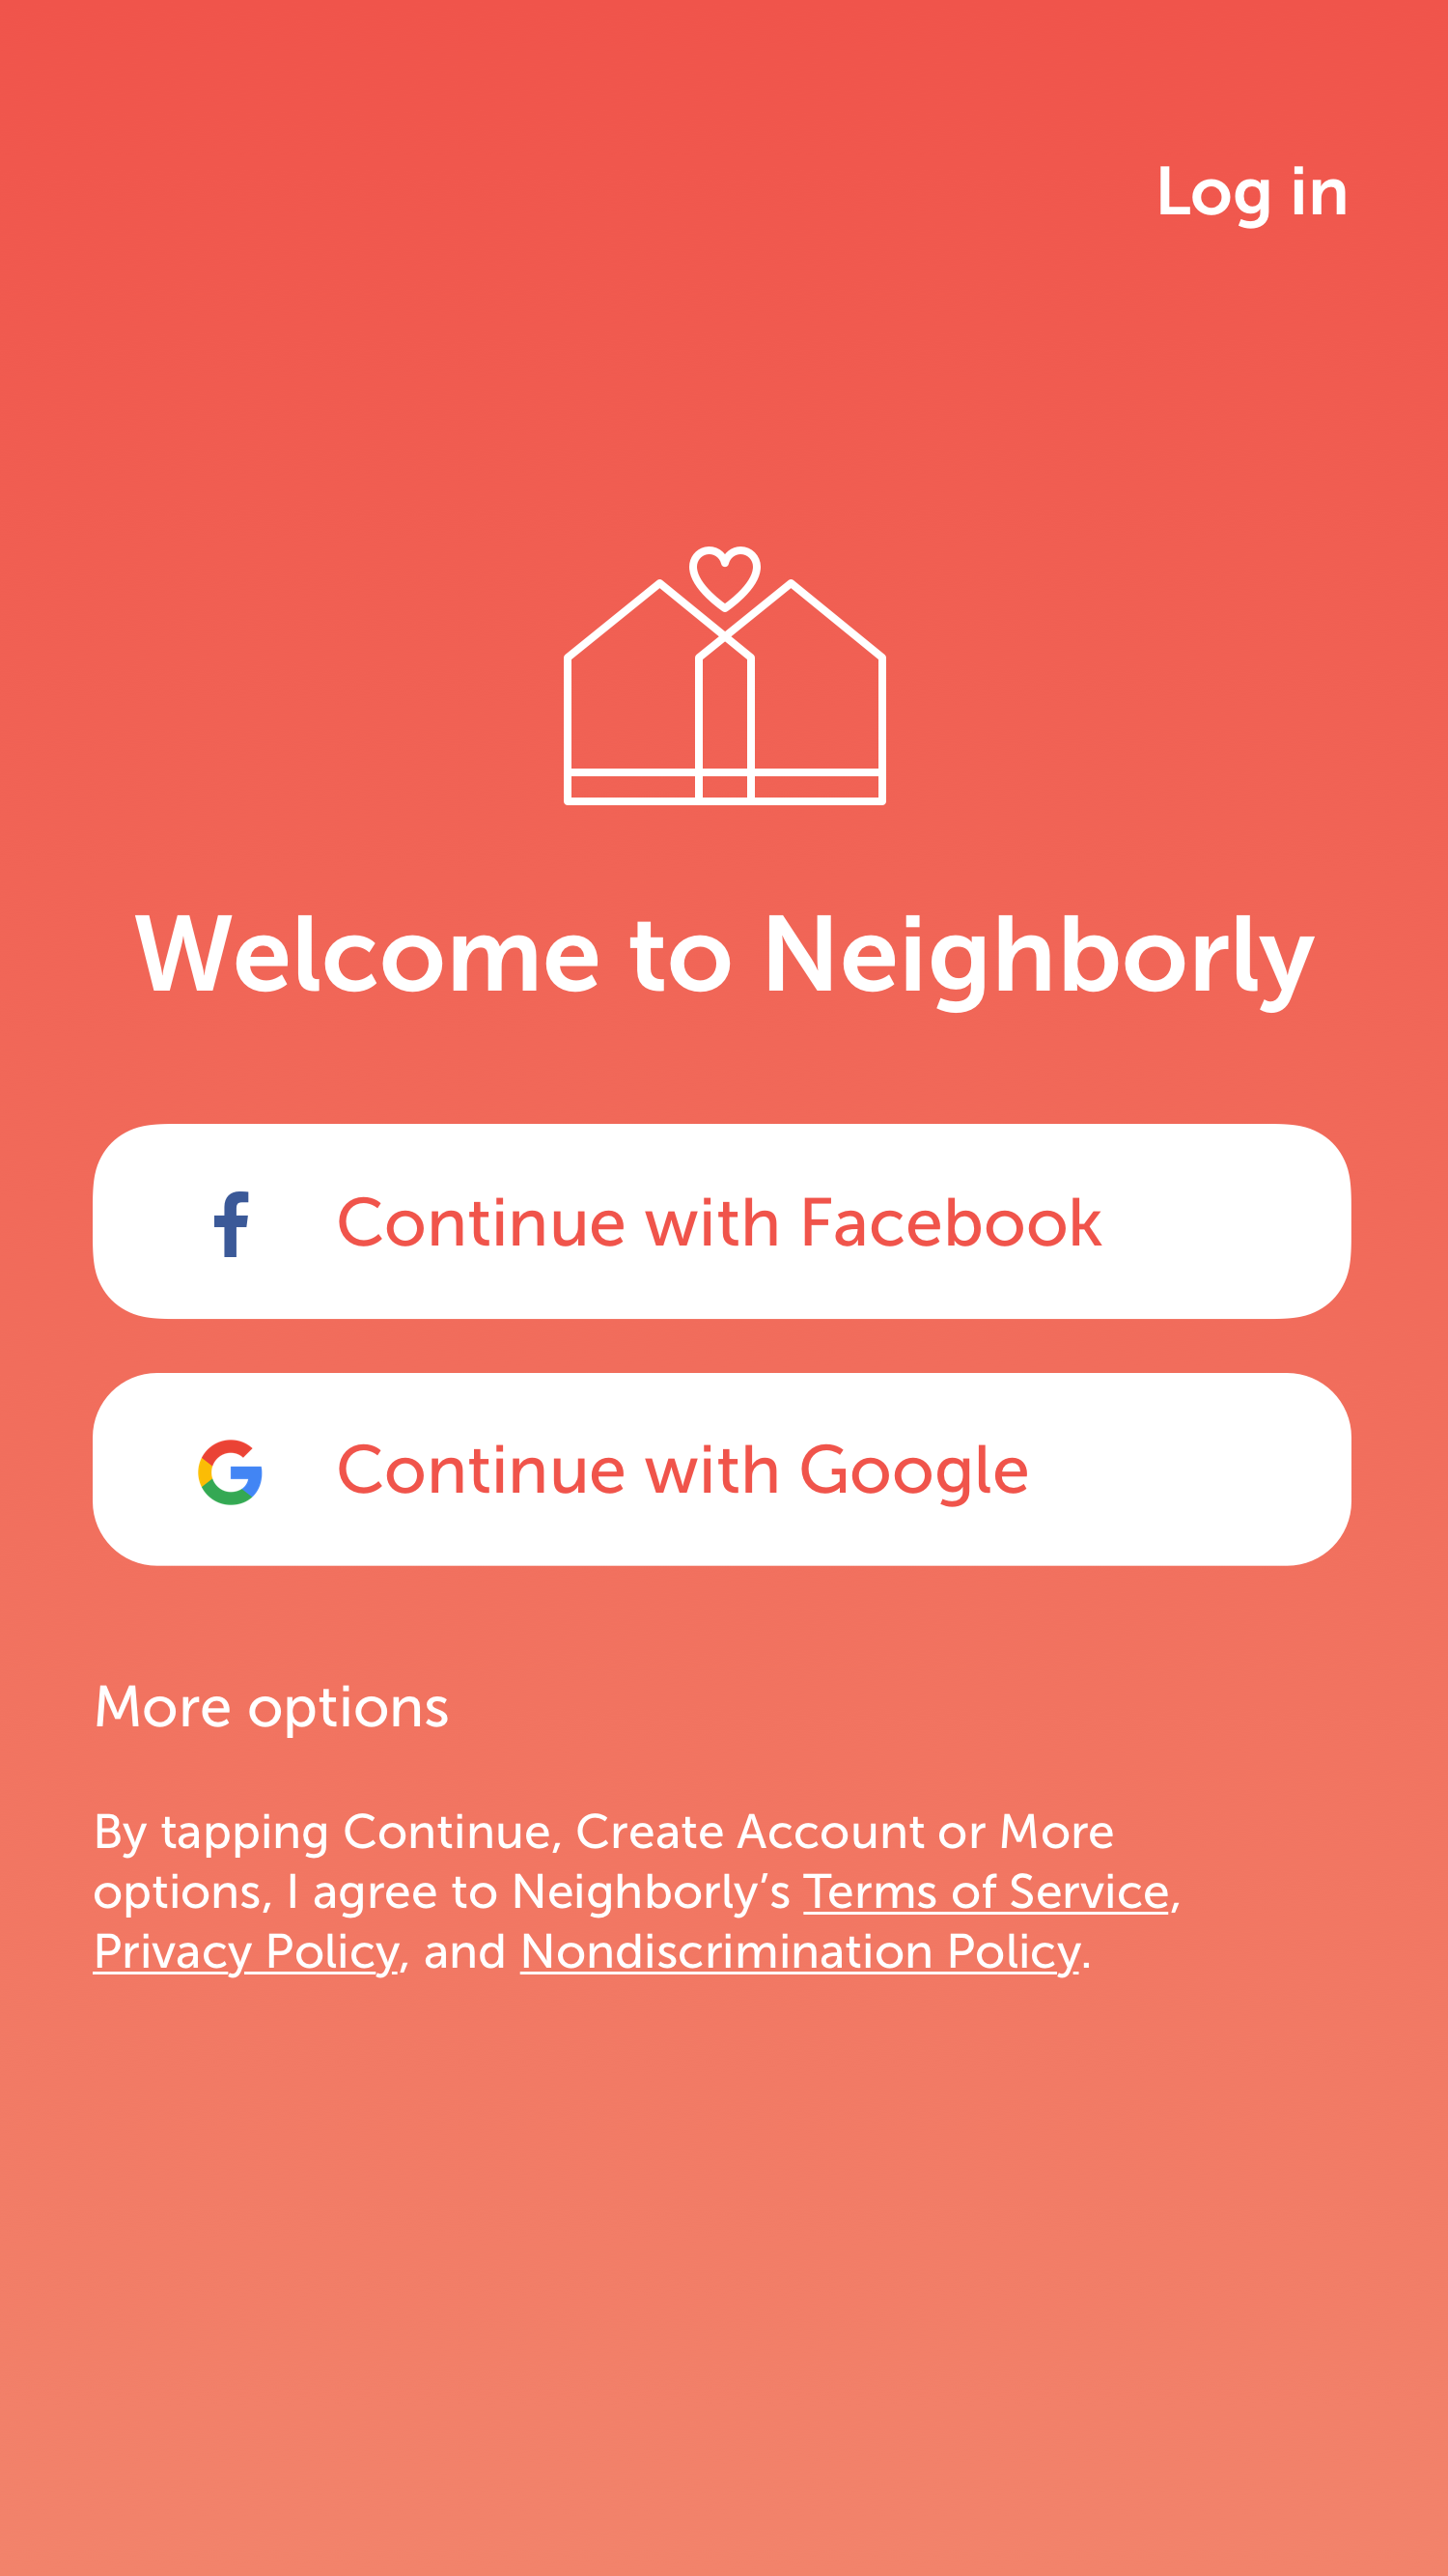 Log in
Welcome to Neighborly
Continue with Facebook
Continue with Google
More options
By tapping Continue, Create Account or More
options, I agree to Neighborly’s Terms of Service,
Privacy Policy, and Nondiscrimination Policy.